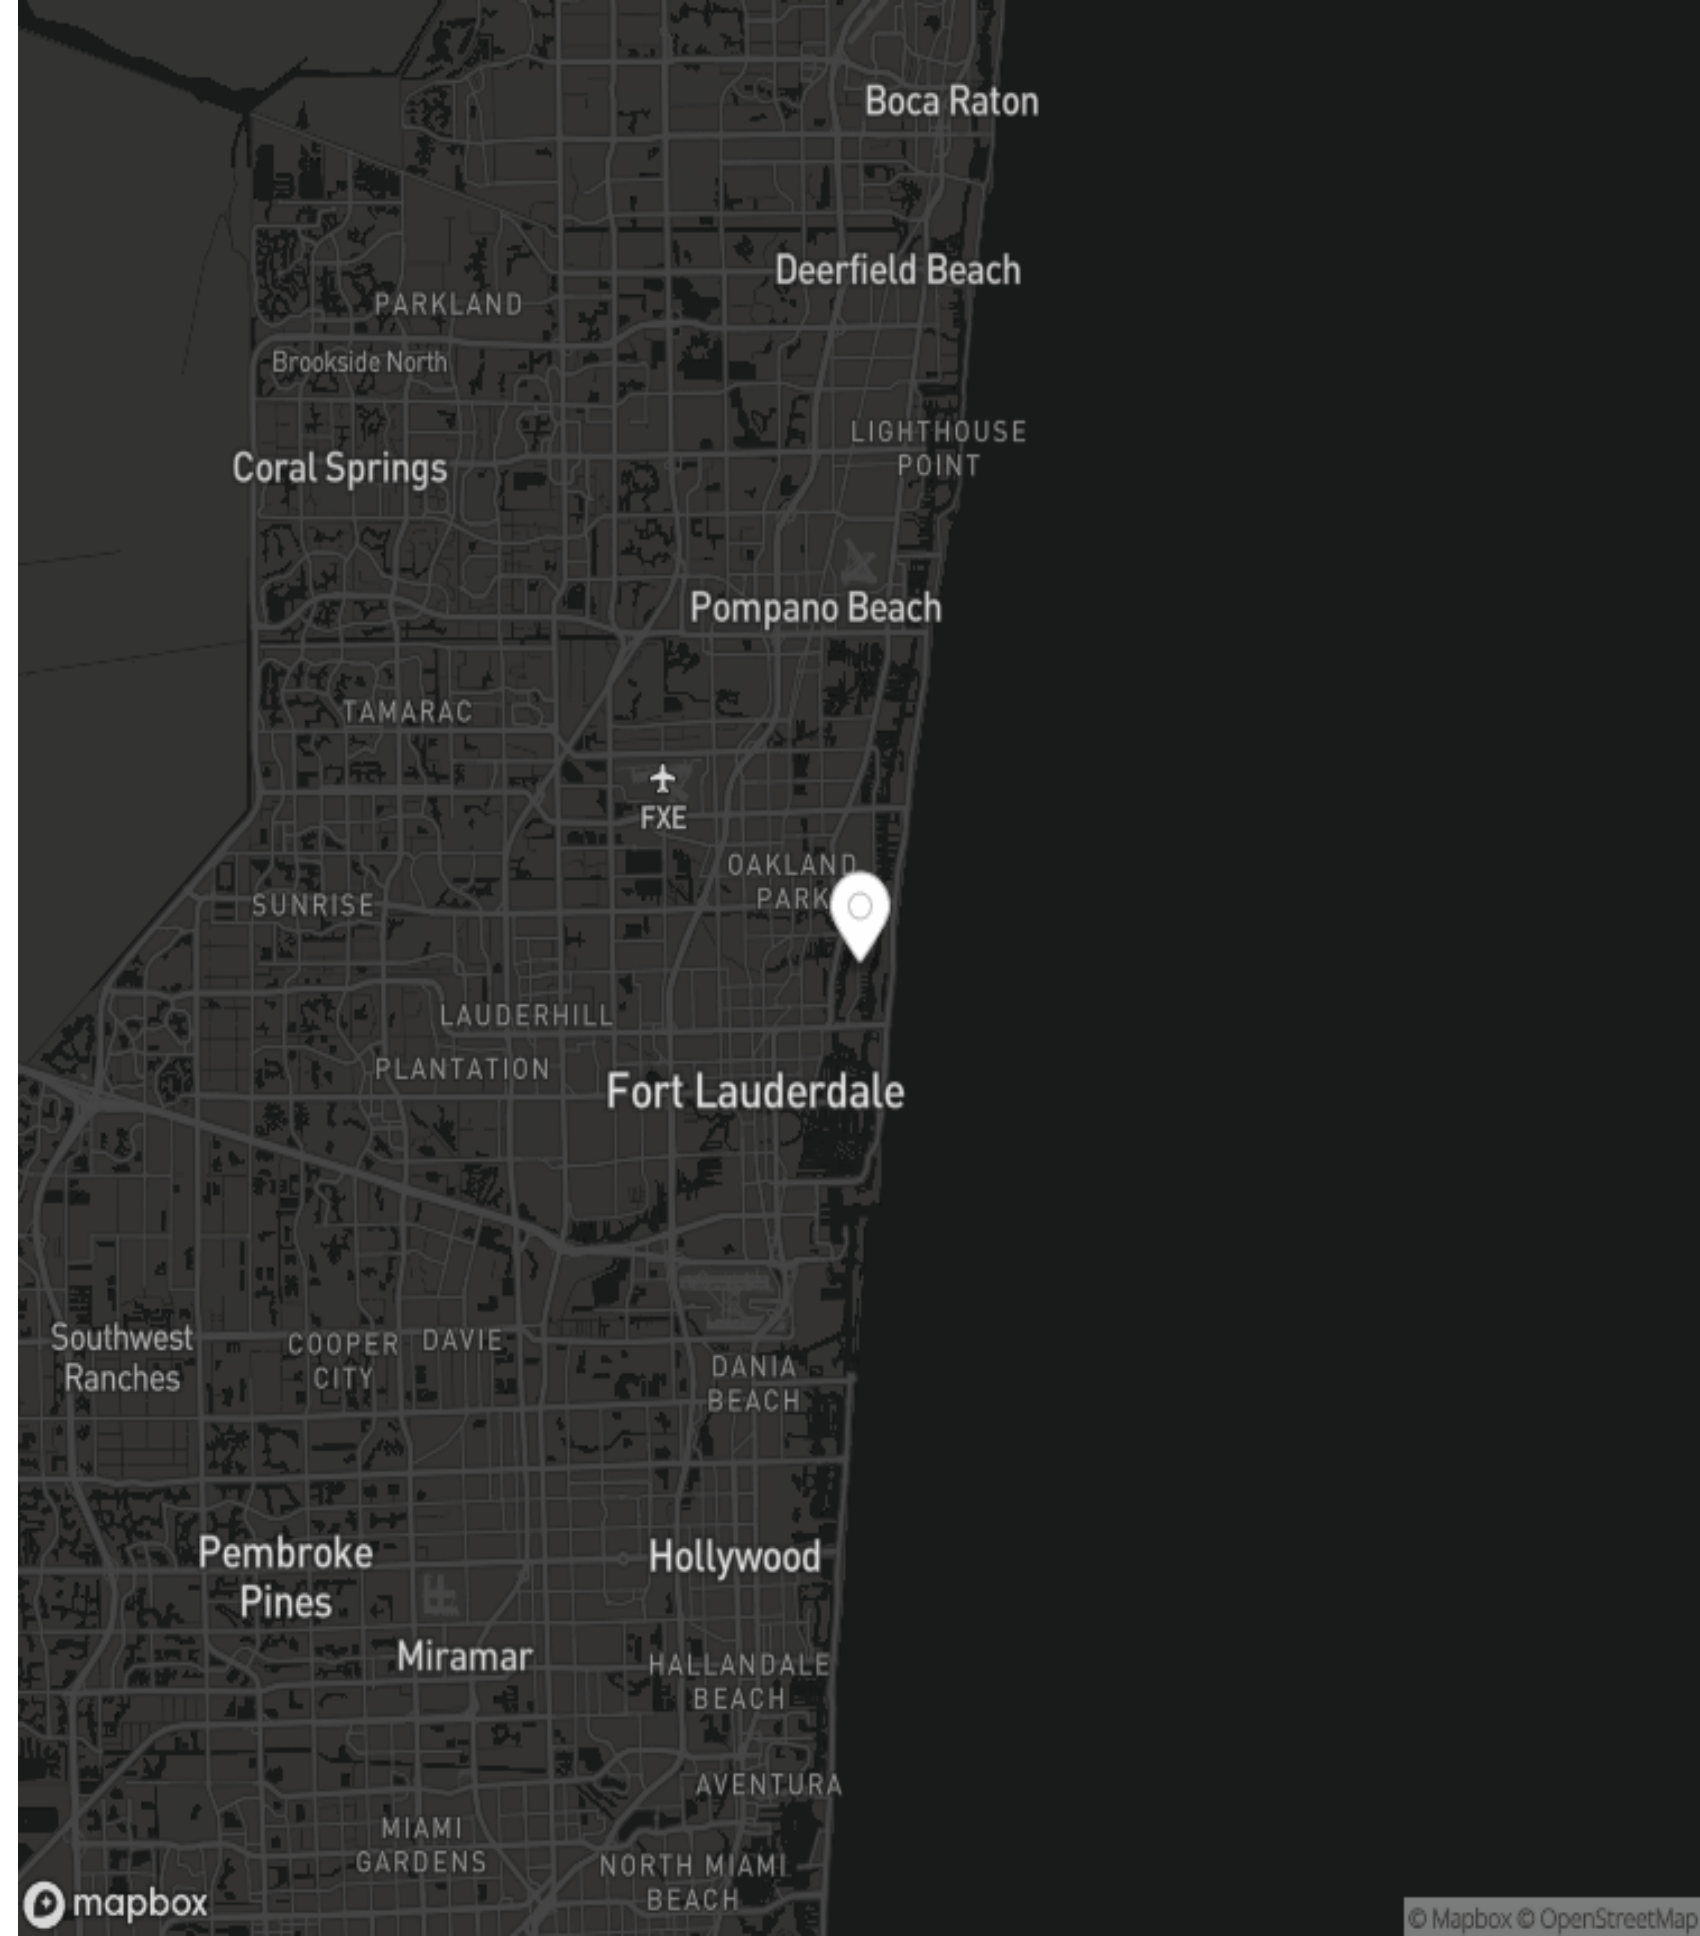 Boca Raton
Deerfield Beach
PARKLAND
Brookside North
LIGHTHOUSE
POINT
Coral Springs
Pompano Beach
TAMARAC
FXE
OAKLAND
PARK
SUNRISE
LAUDERHILL
PLANTATION
Fort Lauderdale
Southwest
Ranches
COOPER
CITY
DAVIE
DANIA
BEACH
Pembroke
Pines
Hollywood
Miramar
HALLANDALE
BEACH
AVENTURA
MIAMI
GARDENS
NORTH MIAMI
BEACH
mapbox
© Mapbox © OpenStreetMap